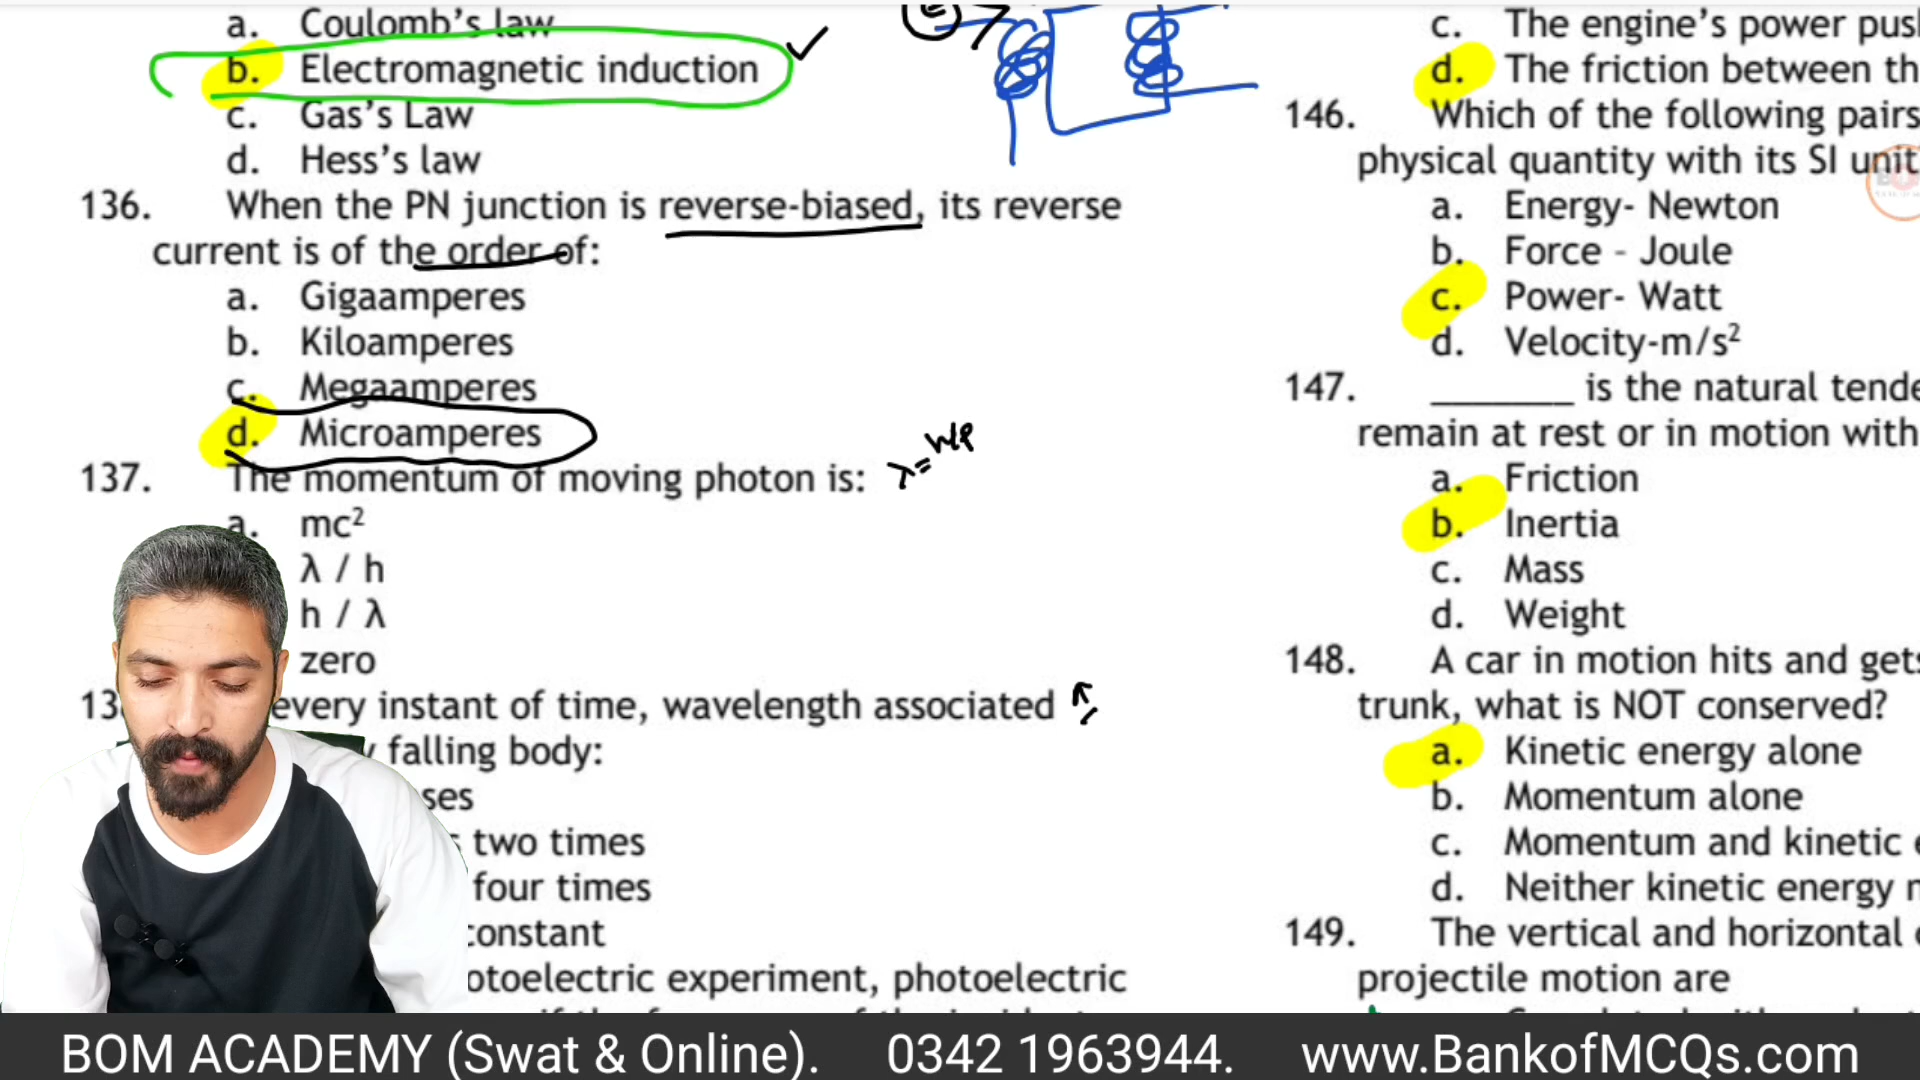 a. Coulomb's law
b. Electromagnetic induction
c. Gas's Law
d. Hess's law
136. When the PN junction is reverse-biased, its reverse
current is of the order of:
a. Gigaamperes
b. Kiloamperes
c. Megaamperes
d. Microamperes
137. The momentum of moving photon is: λ=h/p
a. mc²
λ / h
h / λ
zero
13
every instant of time, wavelength associated
falling body:
ses
two times
four times
constant
otoelectric experiment, photoelectric
c. The engine's power pus
d. The friction between th
146. Which of the following pairs
physical quantity with its SI unit
a. Energy- Newton
b. Force - Joule
c. Power- Watt
d. Velocity-m/s²
147. _______ is the natural tende
remain at rest or in motion with
a. Friction
b. Inertia
c. Mass
d. Weight
148. A car in motion hits and gets
trunk, what is NOT conserved?
a. Kinetic energy alone
b. Momentum alone
c. Momentum and kinetic e
d. Neither kinetic energy n
149. The vertical and horizontal c
projectile motion are
BOM ACADEMY (Swat & Online). 0342 1963944. www.BankofMCQs.com